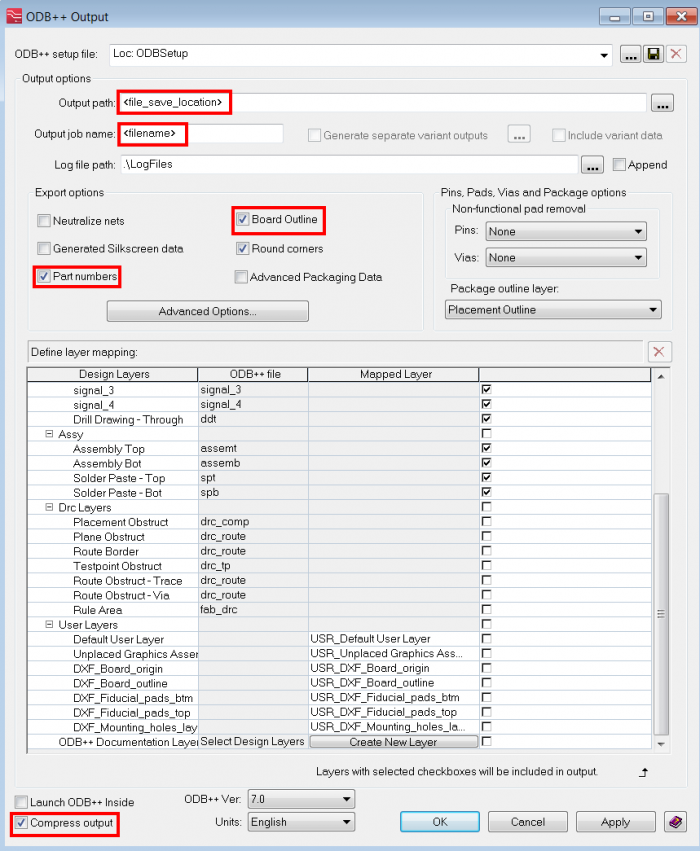 ODB++ Output
ODB++ setup file: Loc: ODBSetup ...
Output options
Output path: <file_save_location> ...
Output job name: <filename> Generate separate variant outputs ... Include variant data
Log file path: .\LogFiles ... Append
Export options
Neutralize nets Board Outline
Generated Silkscreen data Round corners
Part numbers Advanced Packaging Data
Advanced Options...
Pins, Pads, Vias and Package options
Non-functional pad removal
Pins: None
Vias: None
Package outline layer:
Placement Outline
Define layer mapping:
Design Layers ODB++ file Mapped Layer
signal_3 signal_3
signal_4 signal_4
Drill Drawing - Through ddt
Assy
Assembly Top assemt
Assembly Bot assemb
Solder Paste - Top spt
Solder Paste - Bot spb
Drc Layers
Placement Obstruct drc_comp
Plane Obstruct drc_route
Route Border drc_route
Testpoint Obstruct drc_tp
Route Obstruct - Trace drc_route
Route Obstruct - Via drc_route
Rule Area fab_drc
User Layers
Default User Layer USR_Default User Layer
Unplaced Graphics Asser USR_Unplaced Graphics Ass...
DXF_Board_origin USR_DXF_Board_origin
DXF_Board_outline USR_DXF_Board_outline
DXF_Fiducial_pads_btm USR_DXF_Fiducial_pads_btm
DXF_Fiducial_pads_top USR_DXF_Fiducial_pads_top
DXF_Mounting_holes_lay USR_DXF_Mounting_holes_la...
ODB++ Documentation Laye Select Design Layers Create New Layer
Layers with selected checkboxes will be included in output.
Launch ODB++ Inside ODB++ Ver: 7.0
Compress output Units: English OK Cancel Apply